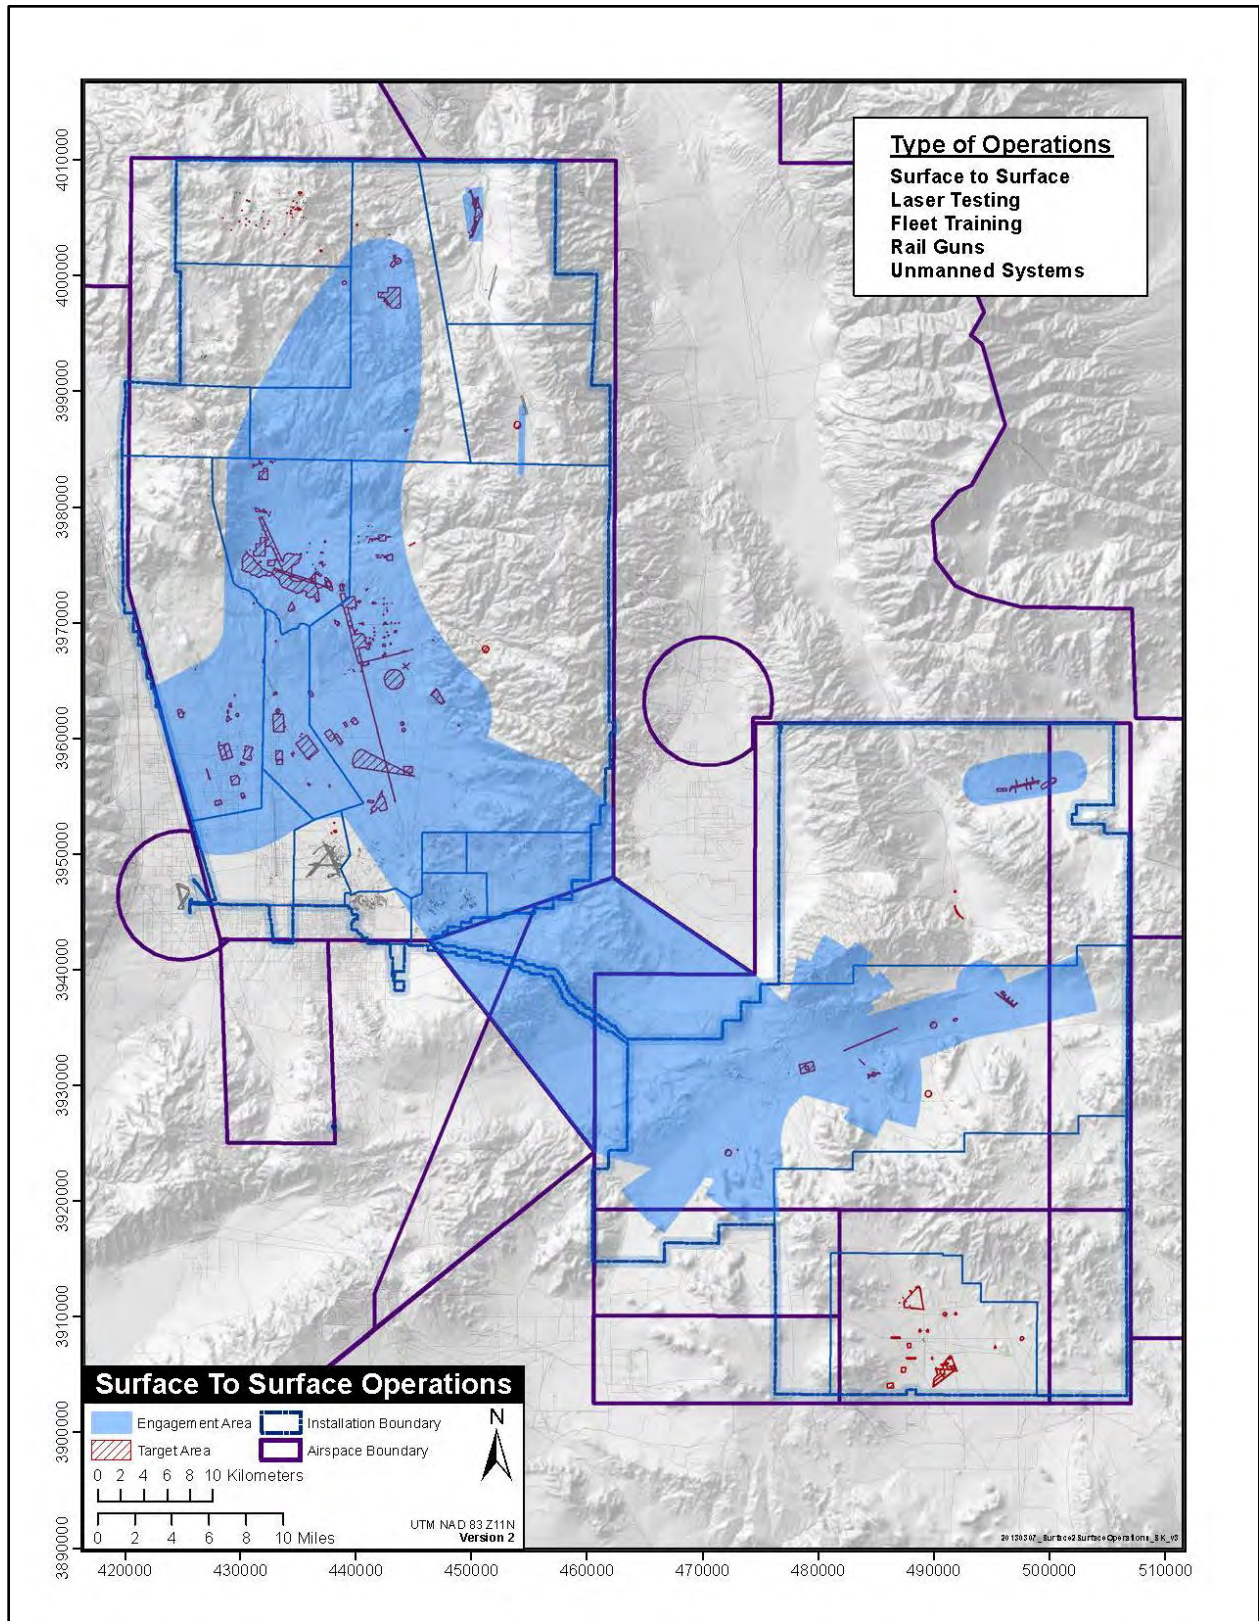 Type of Operations
Surface to Surface
Laser Testing
Fleet Training
Rail Guns
Unmanned Systems
4010000
4000000
3990000
3980000
3970000
3960000
3950000
3940000
3930000
3920000
3910000
3900000
3890000
Surface To Surface Operations
Engagement Area
Installation Boundary
Target Area
Airspace Boundary
N
0 2 4 6 8 10 Kilometers
0 2 4 6 8 10 Miles
UTM NAD 83 Z11N
Version 2
20130307_Surface2SurfaceOperations_SK_v3
420000 430000 440000 450000 460000 470000 480000 490000 500000 510000